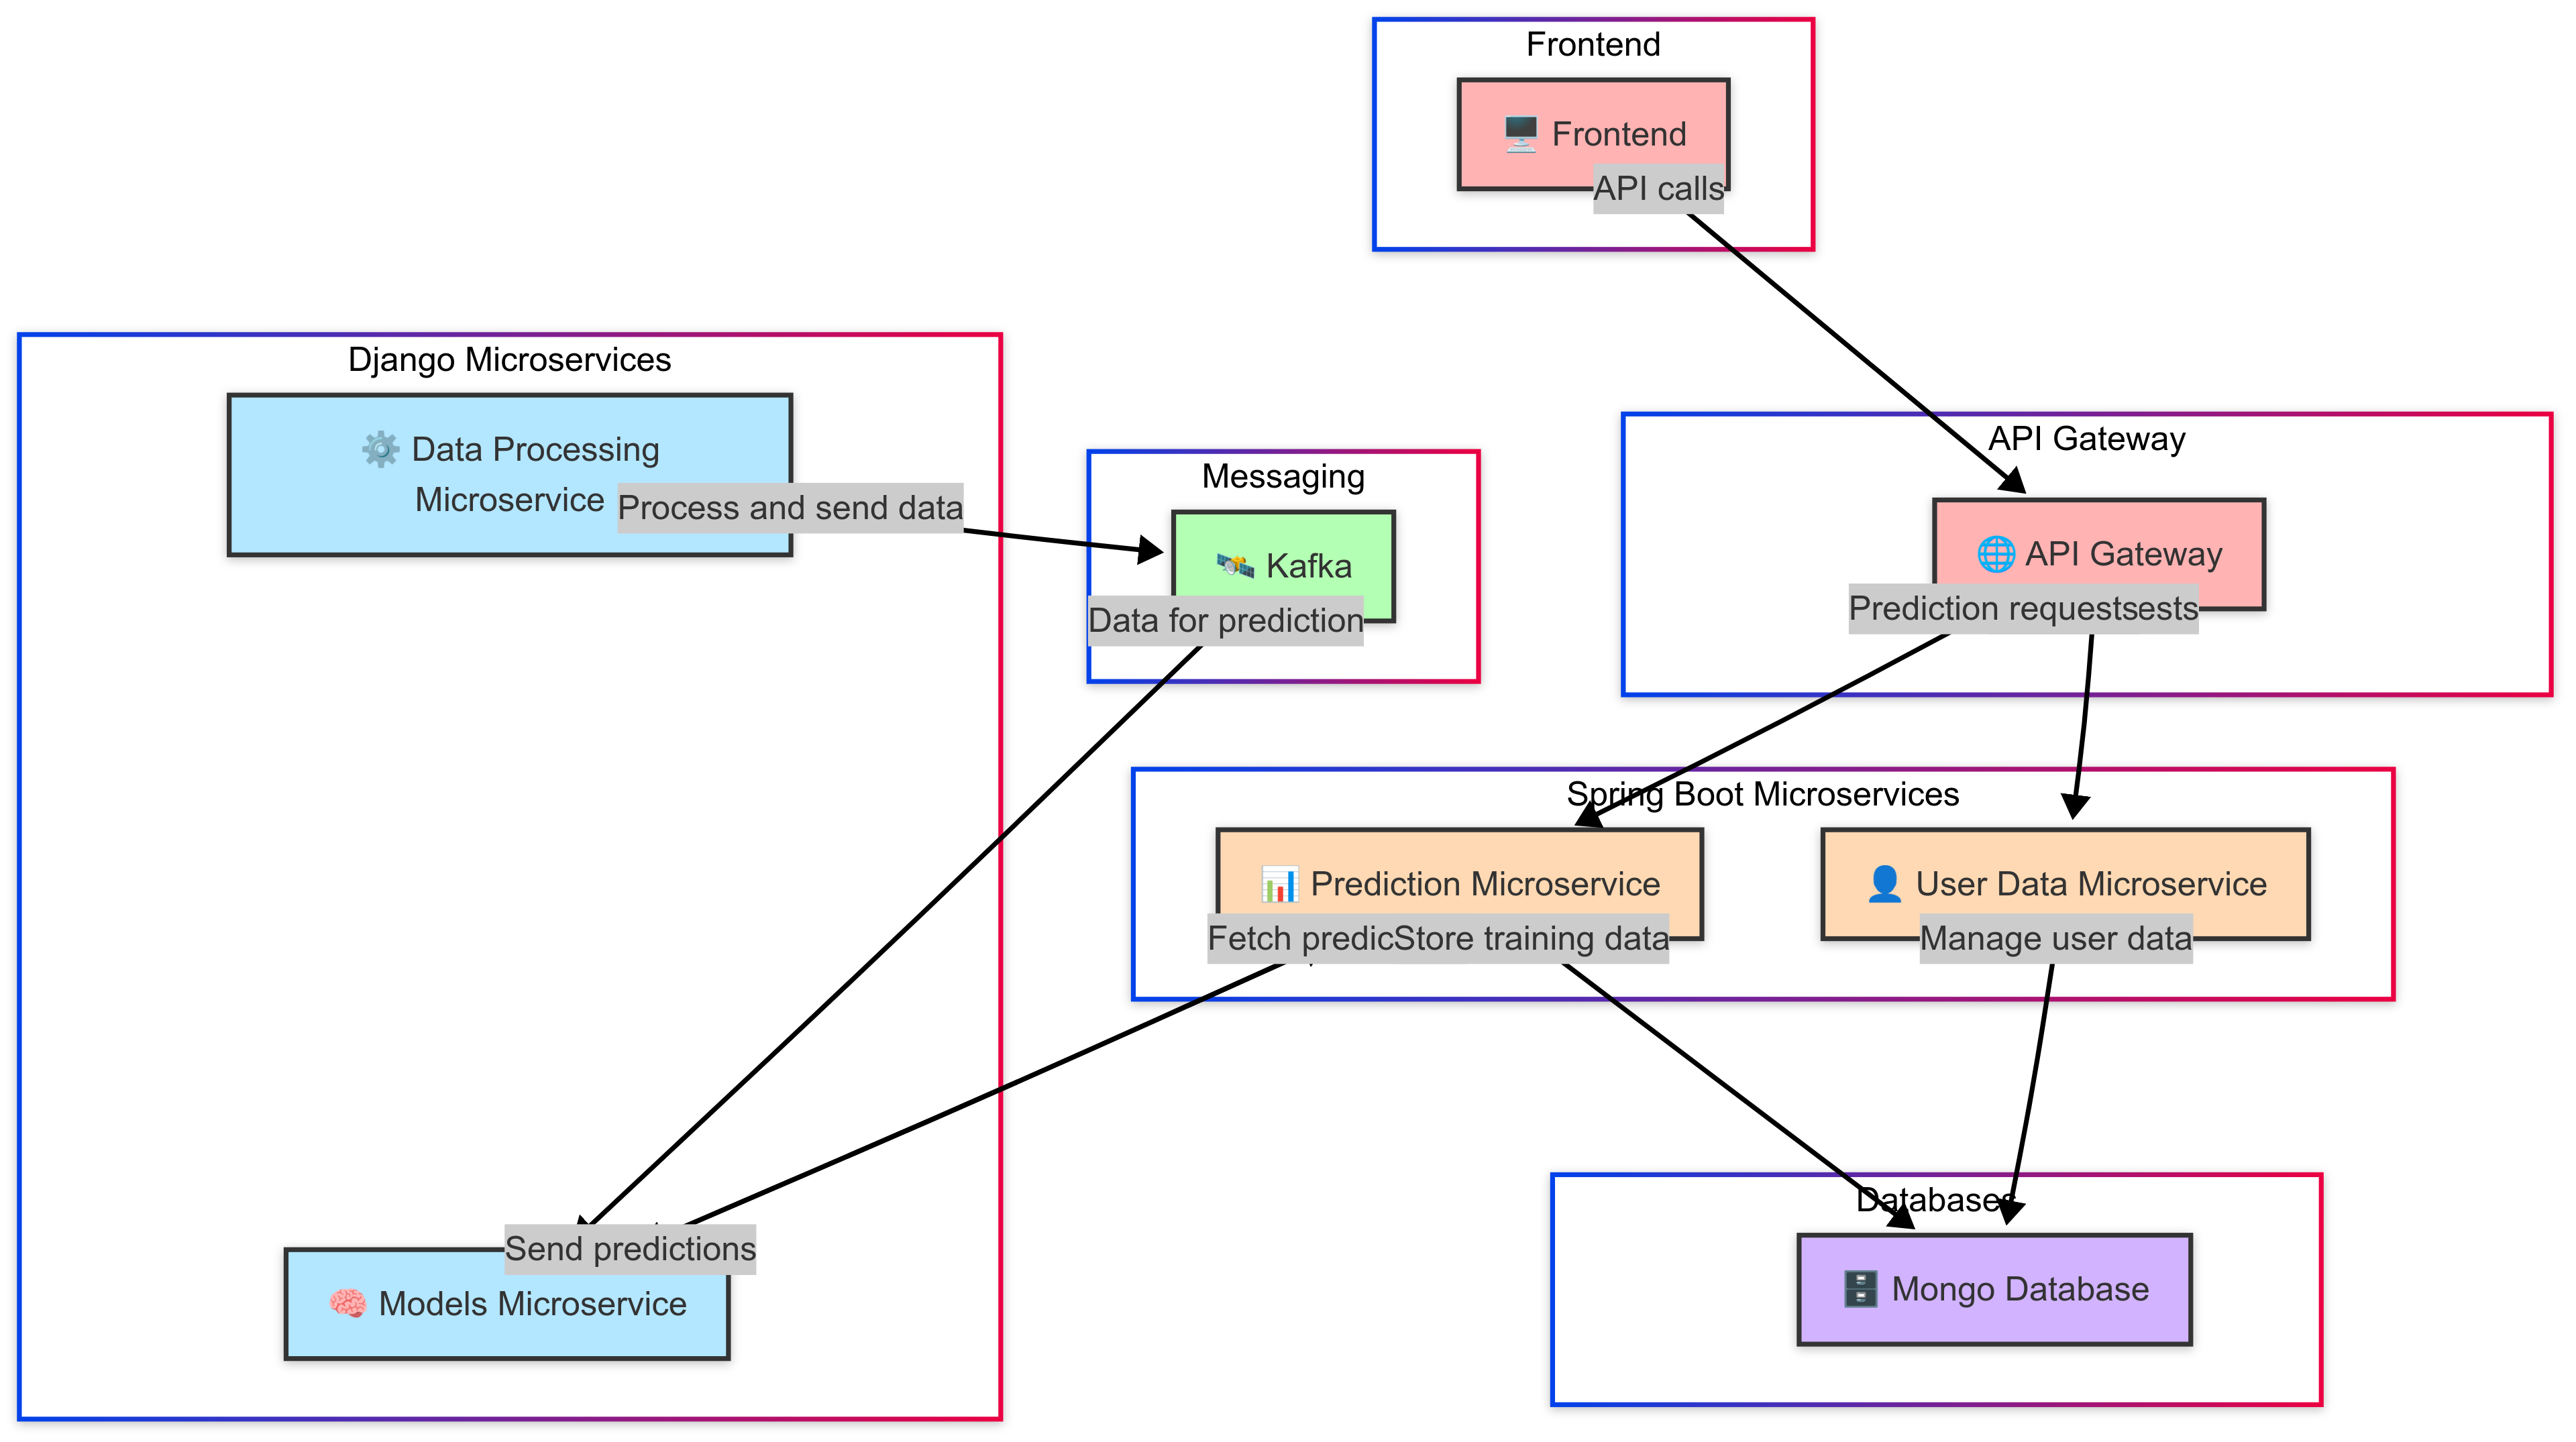 Frontend
Frontend
API calls
Django Microservices
Data Processing
Microservice
Process and send data
Messaging
Kafka
Data for prediction
API Gateway
API Gateway
Prediction requestsests
Spring Boot Microservices
Prediction Microservice
User Data Microservice
Fetch predicStore training data
Manage user data
Send predictions
Models Microservice
Databases
Mongo Database